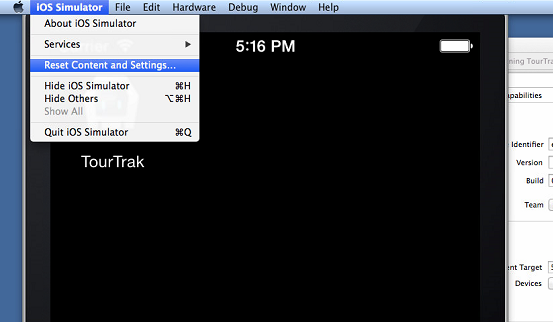 iOS Simulator File Edit Hardware Debug Window Help
About iOS Simulator
Services
Reset Content and Settings...
Hide iOS Simulator ⌘H
Hide Others ⌥⌘H
Show All
Quit iOS Simulator ⌘Q
5:16 PM
TourTrak
ning TourTrak
apabilities
Identifier
Version
Build
Team
ent Target
Devices